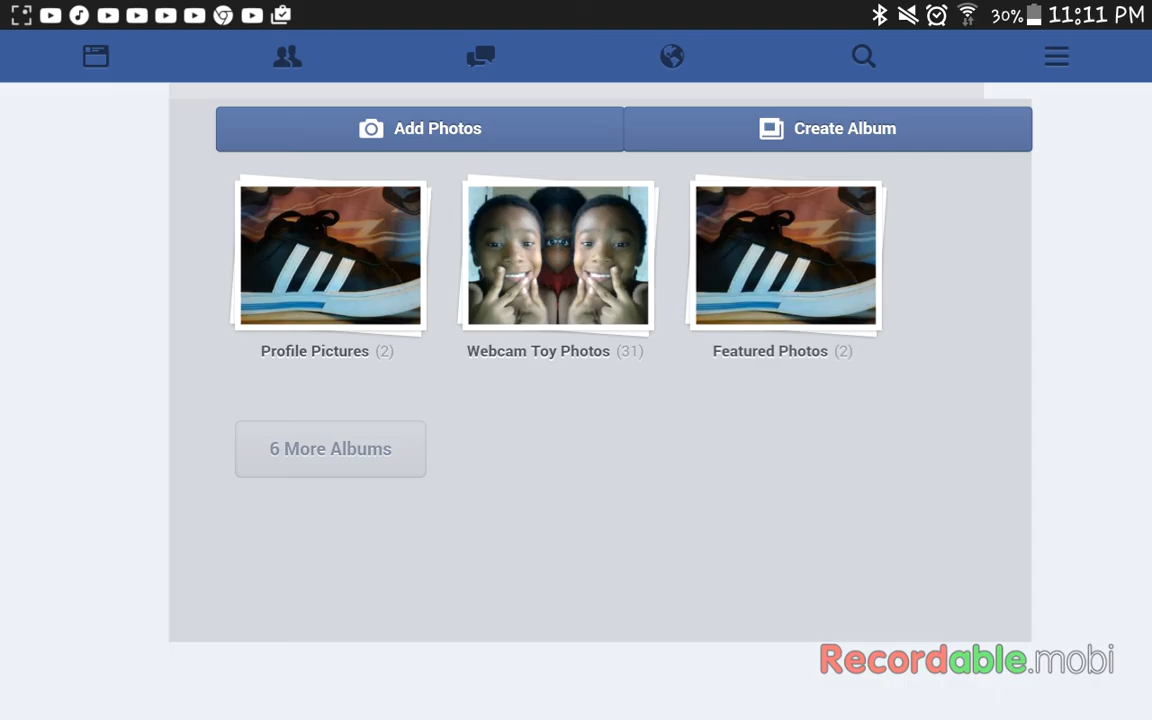 30% 11:11 PM
Add Photos Create Album
Profile Pictures (2) Webcam Toy Photos (31) Featured Photos (2)
6 More Albums
Recordable.mobi